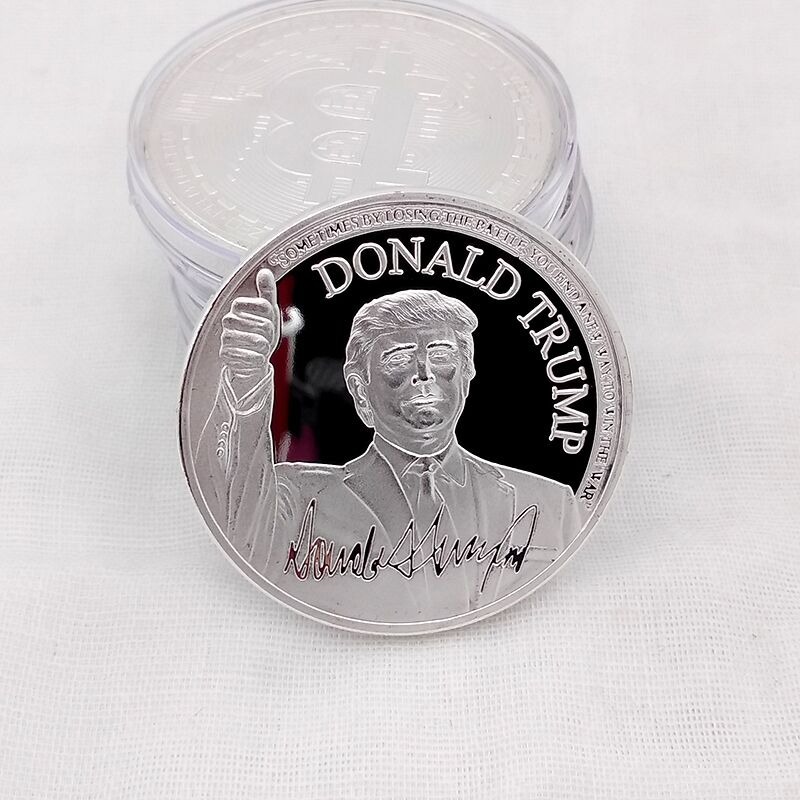 "SOMETIMES BY LOSING THE BATTLE YOU FIND A NEW WAY TO WIN THE WAR"
DONALD TRUMP